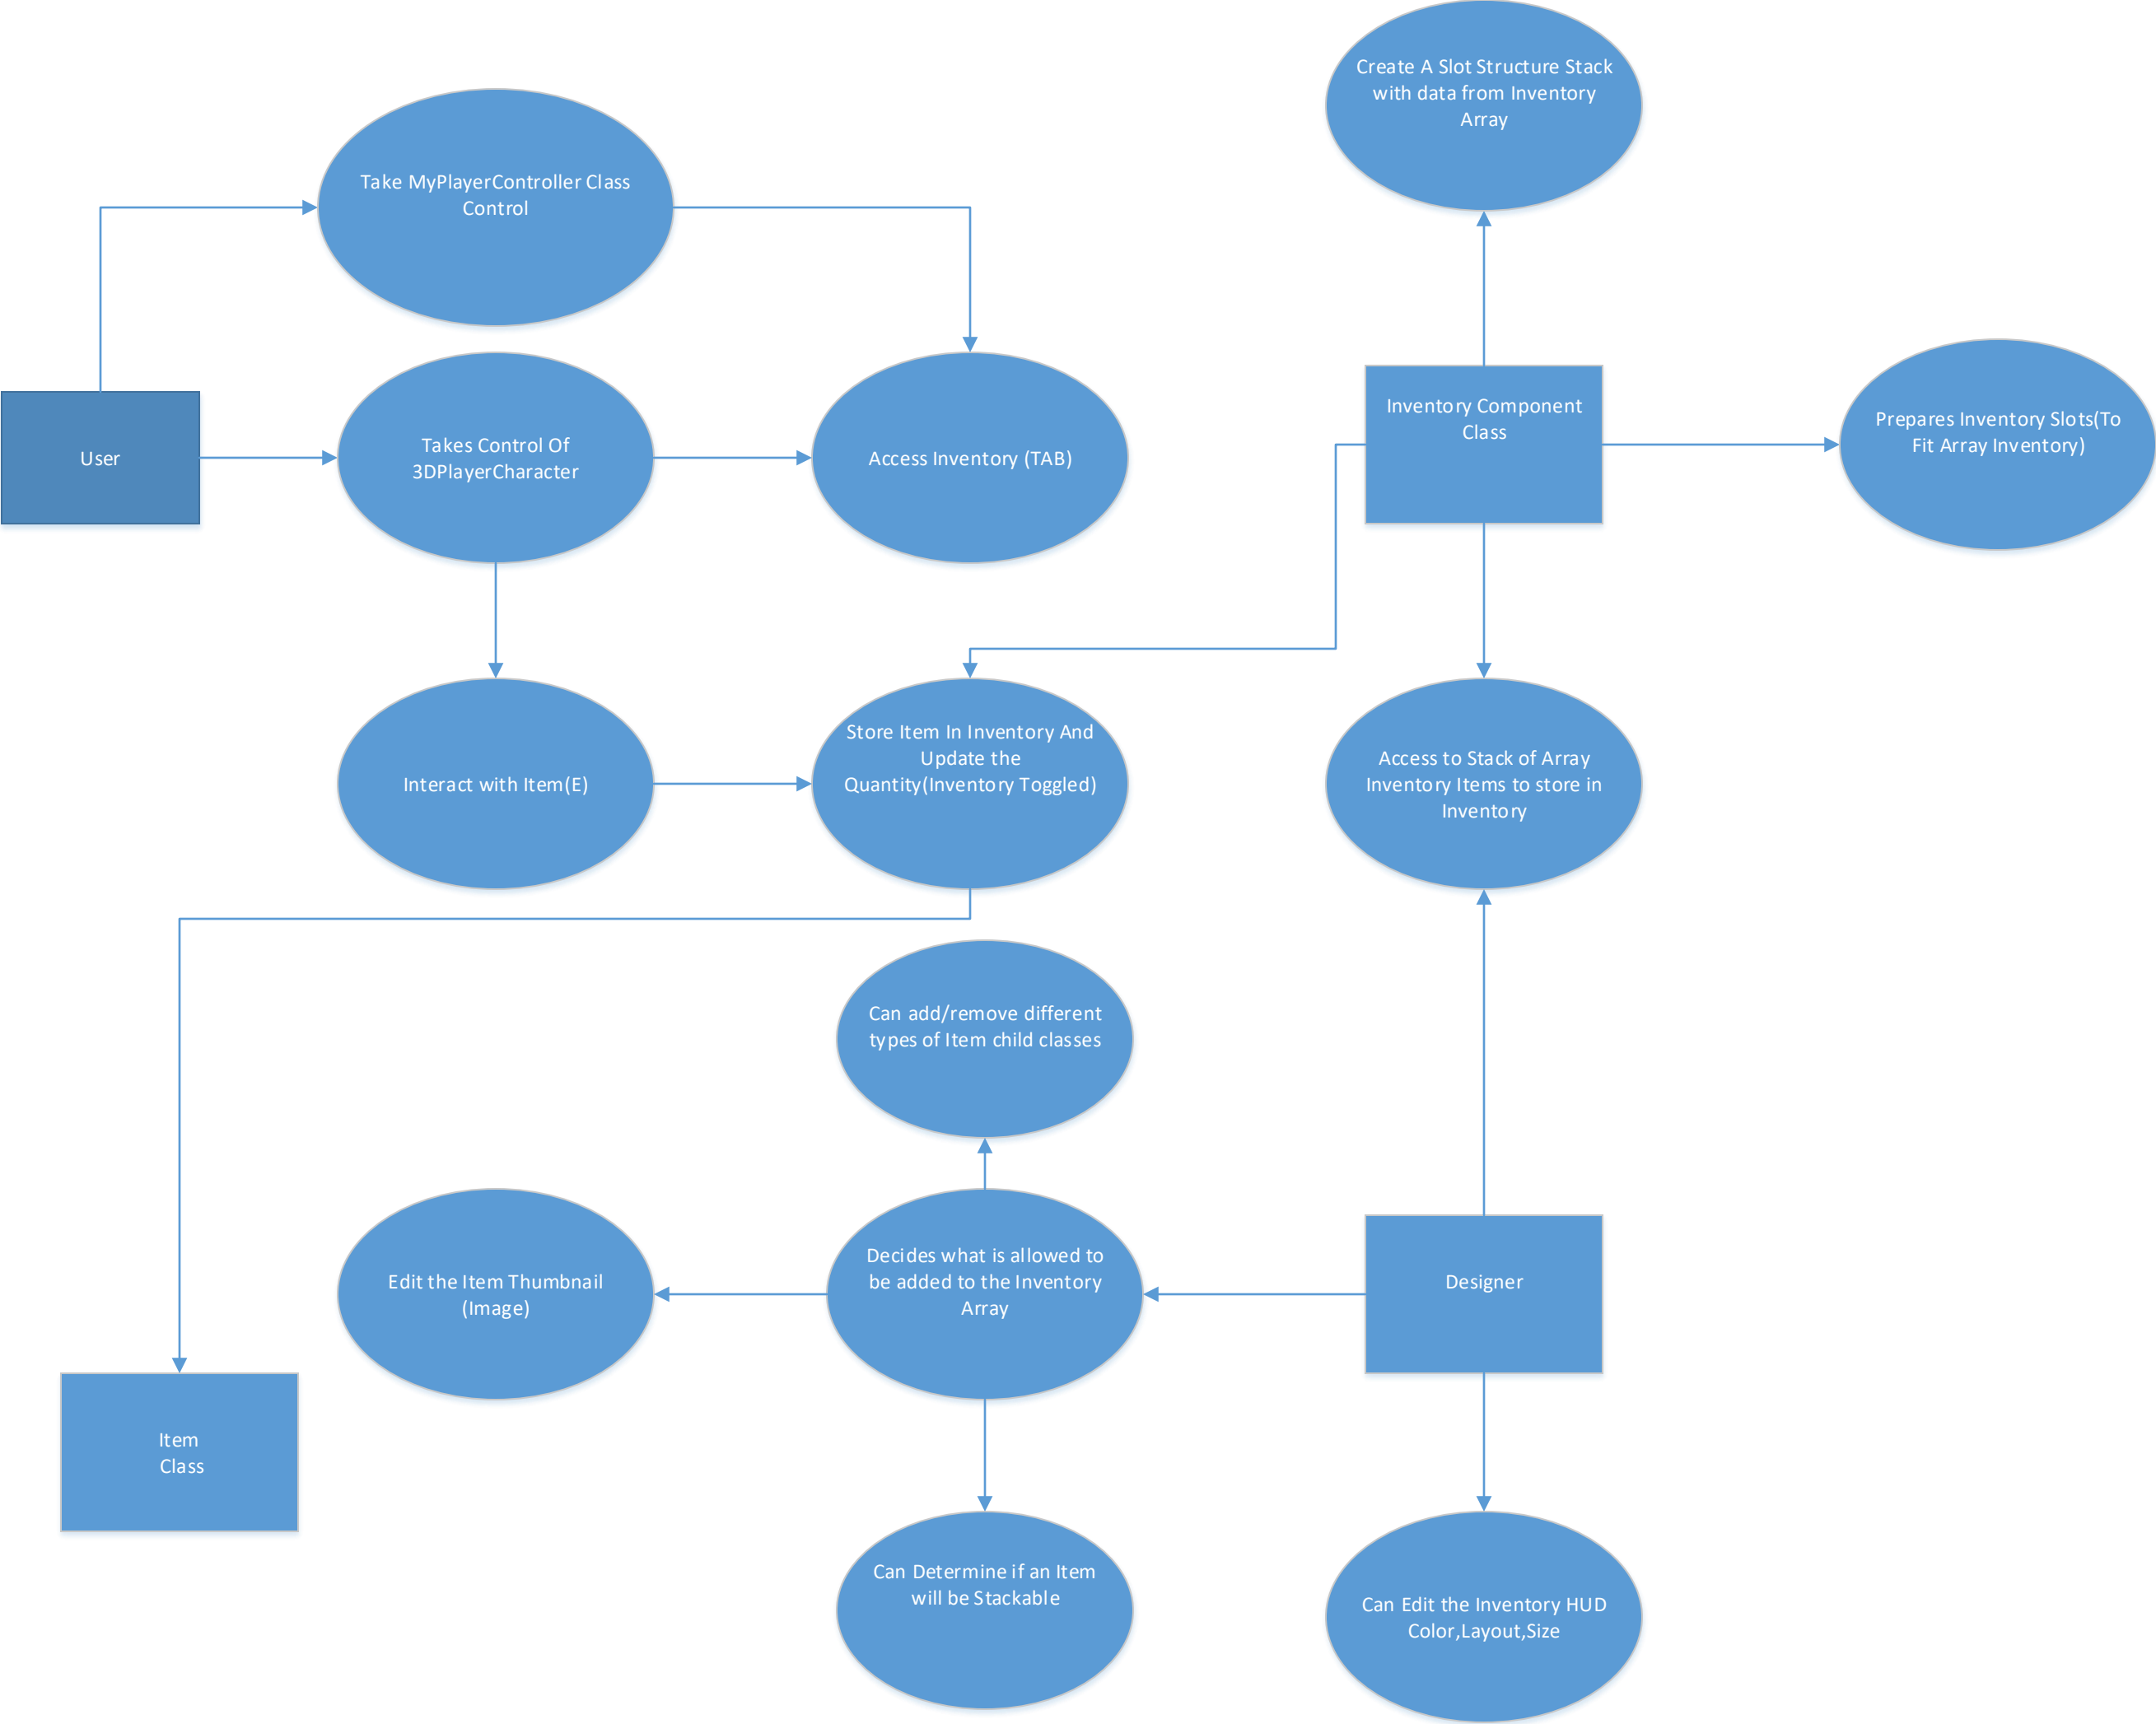 Create A Slot Structure Stack
with data from Inventory
Array
Take MyPlayerController Class
Control
User
Takes Control Of
3DPlayerCharacter
Access Inventory (TAB)
Inventory Component
Class
Prepares Inventory Slots(To
Fit Array Inventory)
Interact with Item(E)
Store Item In Inventory And
Update the
Quantity(Inventory Toggled)
Access to Stack of Array
Inventory Items to store in
Inventory
Can add/remove different
types of Item child classes
Edit the Item Thumbnail
(Image)
Decides what is allowed to
be added to the Inventory
Array
Designer
Item
Class
Can Determine if an Item
will be Stackable
Can Edit the Inventory HUD
Color,Layout,Size